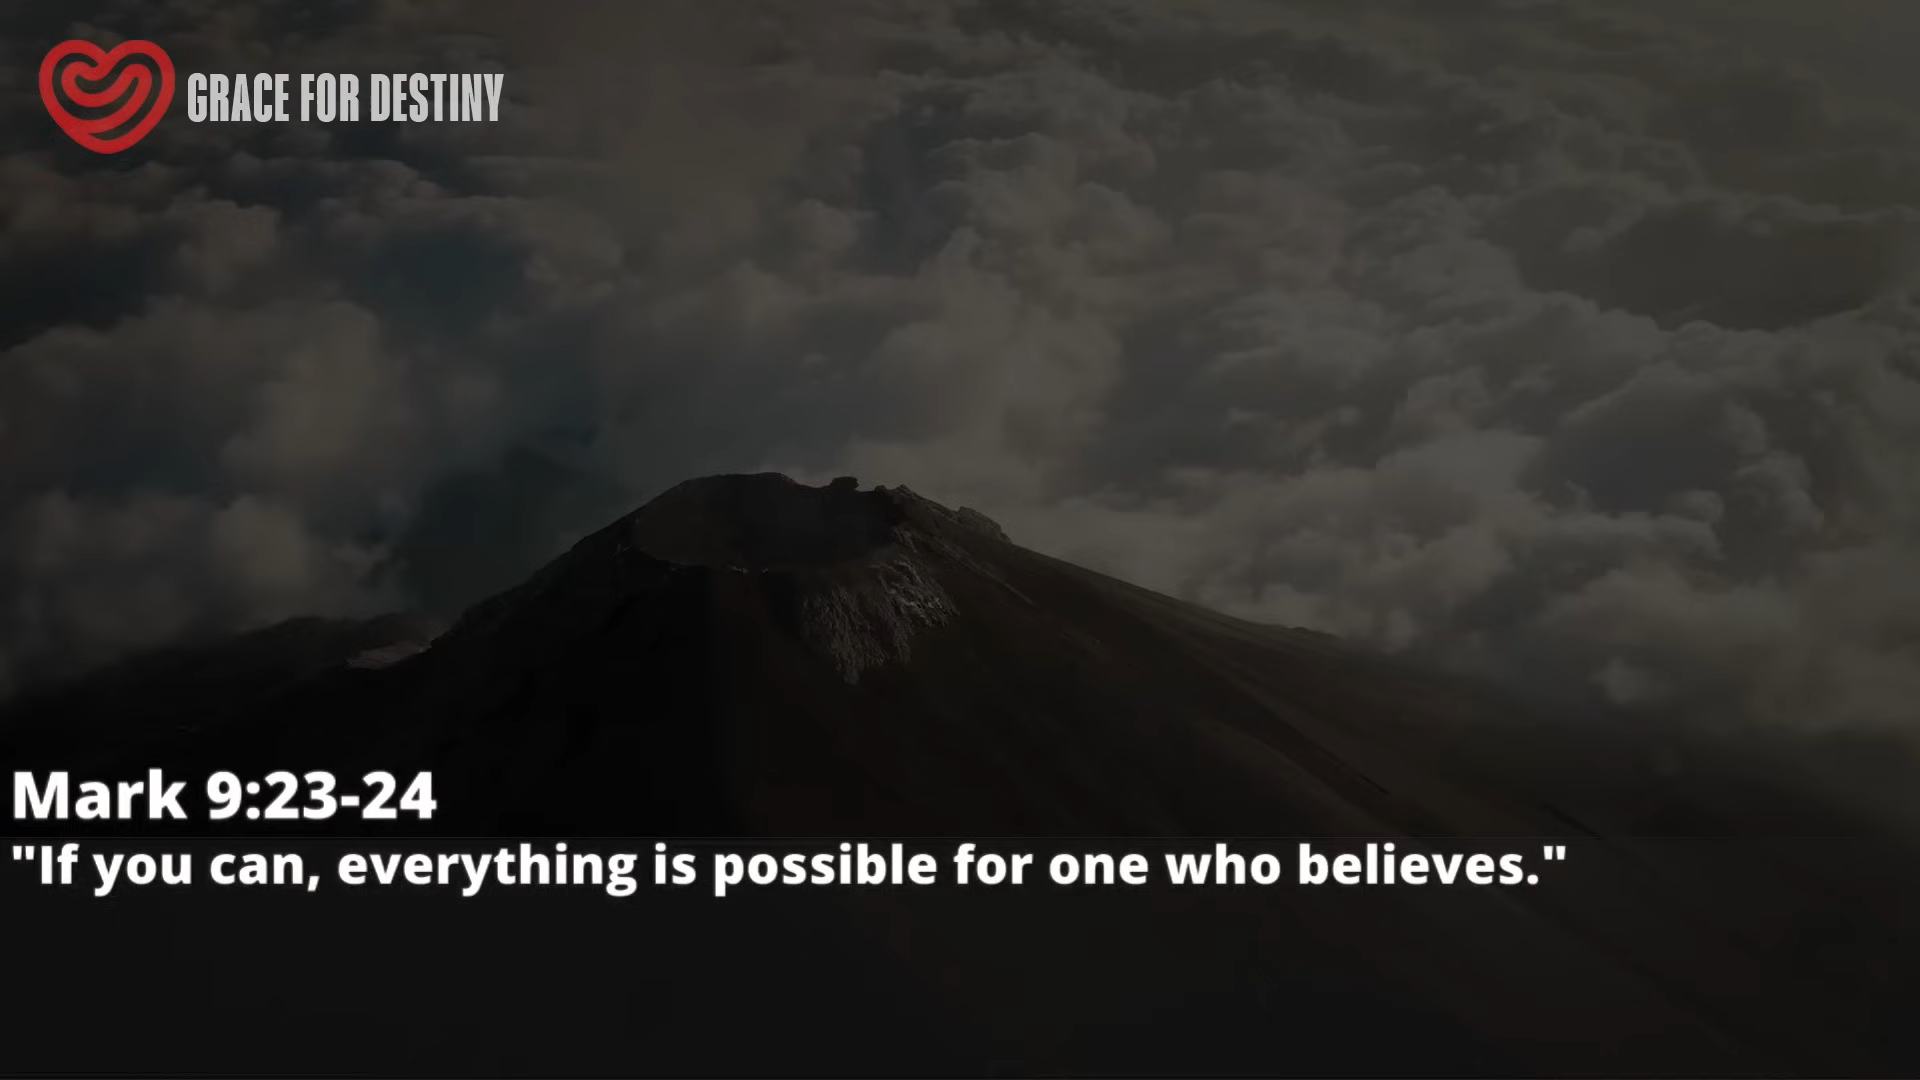 GRACE FOR DESTINY
Mark 9:23-24
"If you can, everything is possible for one who believes."